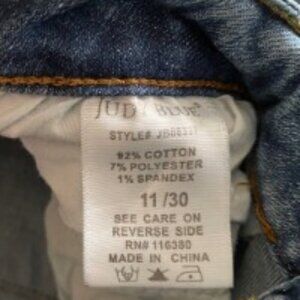 JUDY BLUE
92% COTTON
7% POLYESTER
1% SPANDEX
11 /30
SEE CARE ON
REVERSE SIDE
RN# 116380
MADE IN CHINA